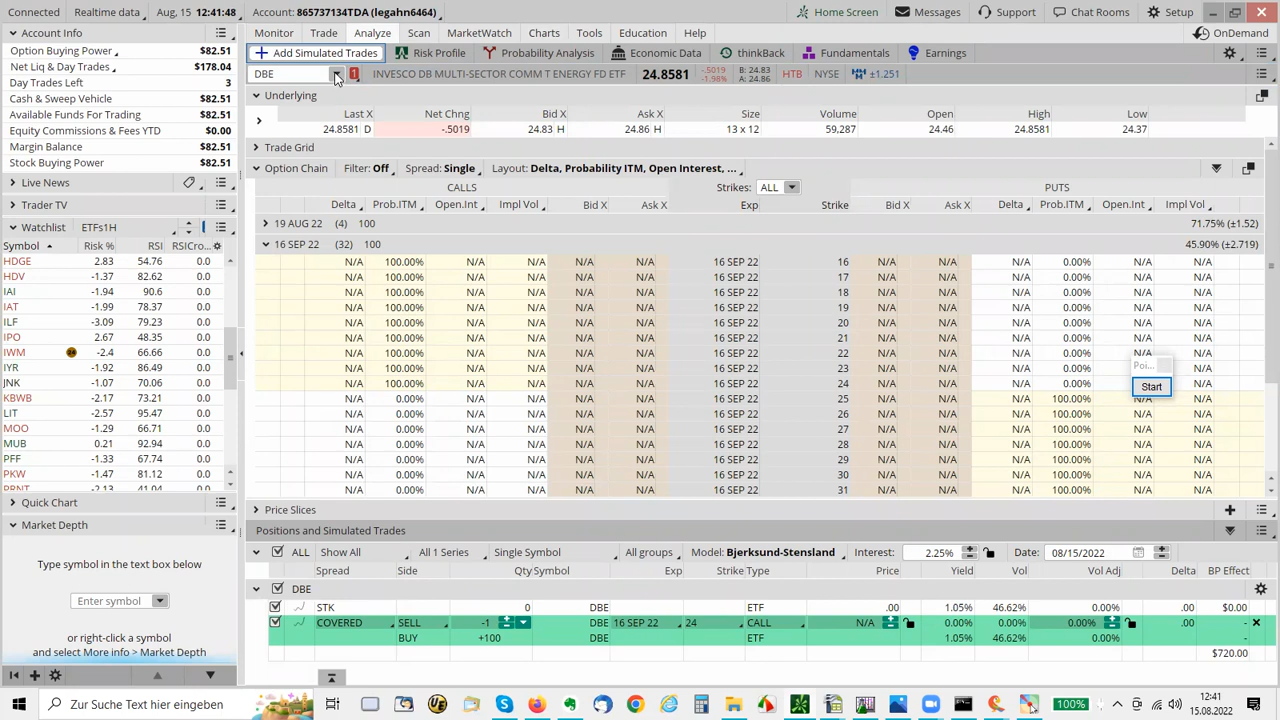 Connected Realtime data Aug, 15 12:41:48 Account: 865737134TDA (legahn6464) Home Screen Messages Support Chat Rooms Setup
Account Info Monitor Trade Analyze Scan MarketWatch Charts Tools Education Help OnDemand
Option Buying Power $82.51 Add Simulated Trades Risk Profile Probability Analysis Economic Data thinkBack Fundamentals Earnings
Net Liq & Day Trades $178.04 DBE 1 INVESCO DB MULTI-SECTOR COMM T ENERGY FD ETF 24.8581 -.5019 -1.98% B: 24.83 A: 24.86 HTB NYSE ±1.251
Day Trades Left 3
Cash & Sweep Vehicle $82.51 Underlying
Available Funds For Trading $82.51 Last X Net Chng Bid X Ask X Size Volume Open High Low
Equity Commissions & Fees YTD $0.00 24.8581 D -.5019 24.83 H 24.86 H 13 x 12 59,287 24.46 24.8581 24.37
Margin Balance $82.51 Trade Grid
Stock Buying Power $82.51 Option Chain Filter: Off Spread: Single Layout: Delta, Probability ITM, Open Interest, ...
Live News CALLS Strikes: ALL PUTS
Trader TV Delta Prob.ITM Open.Int Impl Vol Bid X Ask X Exp Strike Bid X Ask X Delta Prob.ITM Open.Int Impl Vol
Watchlist ETFs1H 19 AUG 22 (4) 100 71.75% (±1.52)
Symbol Risk % RSI RSICro... 16 SEP 22 (32) 100 45.90% (±2.719)
HDGE 2.83 54.76 0.0 N/A 100.00% N/A N/A N/A N/A 16 SEP 22 16 N/A N/A N/A 0.00% N/A N/A
HDV -1.37 82.62 0.0 N/A 100.00% N/A N/A N/A N/A 16 SEP 22 17 N/A N/A N/A 0.00% N/A N/A
IAI -1.94 90.6 0.0 N/A 100.00% N/A N/A N/A N/A 16 SEP 22 18 N/A N/A N/A 0.00% N/A N/A
IAT -1.99 78.37 0.0 N/A 100.00% N/A N/A N/A N/A 16 SEP 22 19 N/A N/A N/A 0.00% N/A N/A
ILF -3.09 79.23 0.0 N/A 100.00% N/A N/A N/A N/A 16 SEP 22 20 N/A N/A N/A 0.00% N/A N/A
IPO 2.67 48.35 0.0 N/A 100.00% N/A N/A N/A N/A 16 SEP 22 21 N/A N/A N/A 0.00% N/A N/A
IWM -2.4 66.66 0.0 N/A 100.00% N/A N/A N/A N/A 16 SEP 22 22 N/A N/A N/A 0.00% N/A N/A
IYR -1.92 86.49 0.0 N/A 100.00% N/A N/A N/A N/A 16 SEP 22 23 N/A N/A N/A 0.00% Poi...
JNK -1.07 70.06 0.0 N/A 100.00% N/A N/A N/A N/A 16 SEP 22 24 N/A N/A N/A 0.00% Start N/A
KBWB -2.17 73.21 0.0 N/A 0.00% N/A N/A N/A N/A 16 SEP 22 25 N/A N/A N/A 100.00% N/A N/A
LIT -2.57 95.47 0.0 N/A 0.00% N/A N/A N/A N/A 16 SEP 22 26 N/A N/A N/A 100.00% N/A N/A
MOO -1.29 66.71 0.0 N/A 0.00% N/A N/A N/A N/A 16 SEP 22 27 N/A N/A N/A 100.00% N/A N/A
MUB 0.21 92.94 0.0 N/A 0.00% N/A N/A N/A N/A 16 SEP 22 28 N/A N/A N/A 100.00% N/A N/A
PFF -1.33 67.74 0.0 N/A 0.00% N/A N/A N/A N/A 16 SEP 22 29 N/A N/A N/A 100.00% N/A N/A
PKW -1.47 81.12 0.0 N/A 0.00% N/A N/A N/A N/A 16 SEP 22 30 N/A N/A N/A 100.00% N/A N/A
PRNT -2.13 41.04 0.0 N/A 0.00% N/A N/A N/A N/A 16 SEP 22 31 N/A N/A N/A 100.00% N/A N/A
Quick Chart Price Slices
Market Depth Positions and Simulated Trades
ALL Show All All 1 Series Single Symbol All groups Model: Bjerksund-Stensland Interest: 2.25% Date: 08/15/2022
Type symbol in the text box below Spread Side Qty Symbol Exp Strike Type Price Yield Vol Vol Adj Delta BP Effect
DBE
Enter symbol STK 0 DBE ETF .00 1.05% 46.62% 0.00% .00 $0.00
COVERED SELL -1 DBE 16 SEP 22 24 CALL N/A 0.00% 0.00% 0.00% .00 -
or right-click a symbol BUY +100 DBE ETF 1.05% 46.62% 0.00% -
and select More info > Market Depth $720.00
Zur Suche Text hier eingeben 100% 12:41
15.08.2022